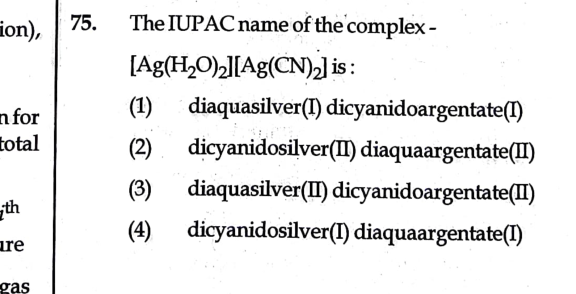 ion),
75. The IUPAC name of the complex -
[Ag(H₂O)₂][Ag(CN)₂] is :
n for
total
(1) diaquasilver(I) dicyanidoargentate(I)
(2) dicyanidosilver(II) diaquaargentate(II)
(3) diaquasilver(II) dicyanidoargentate(II)
(4) dicyanidosilver(I) diaquaargentate(I)
th
ure
gas